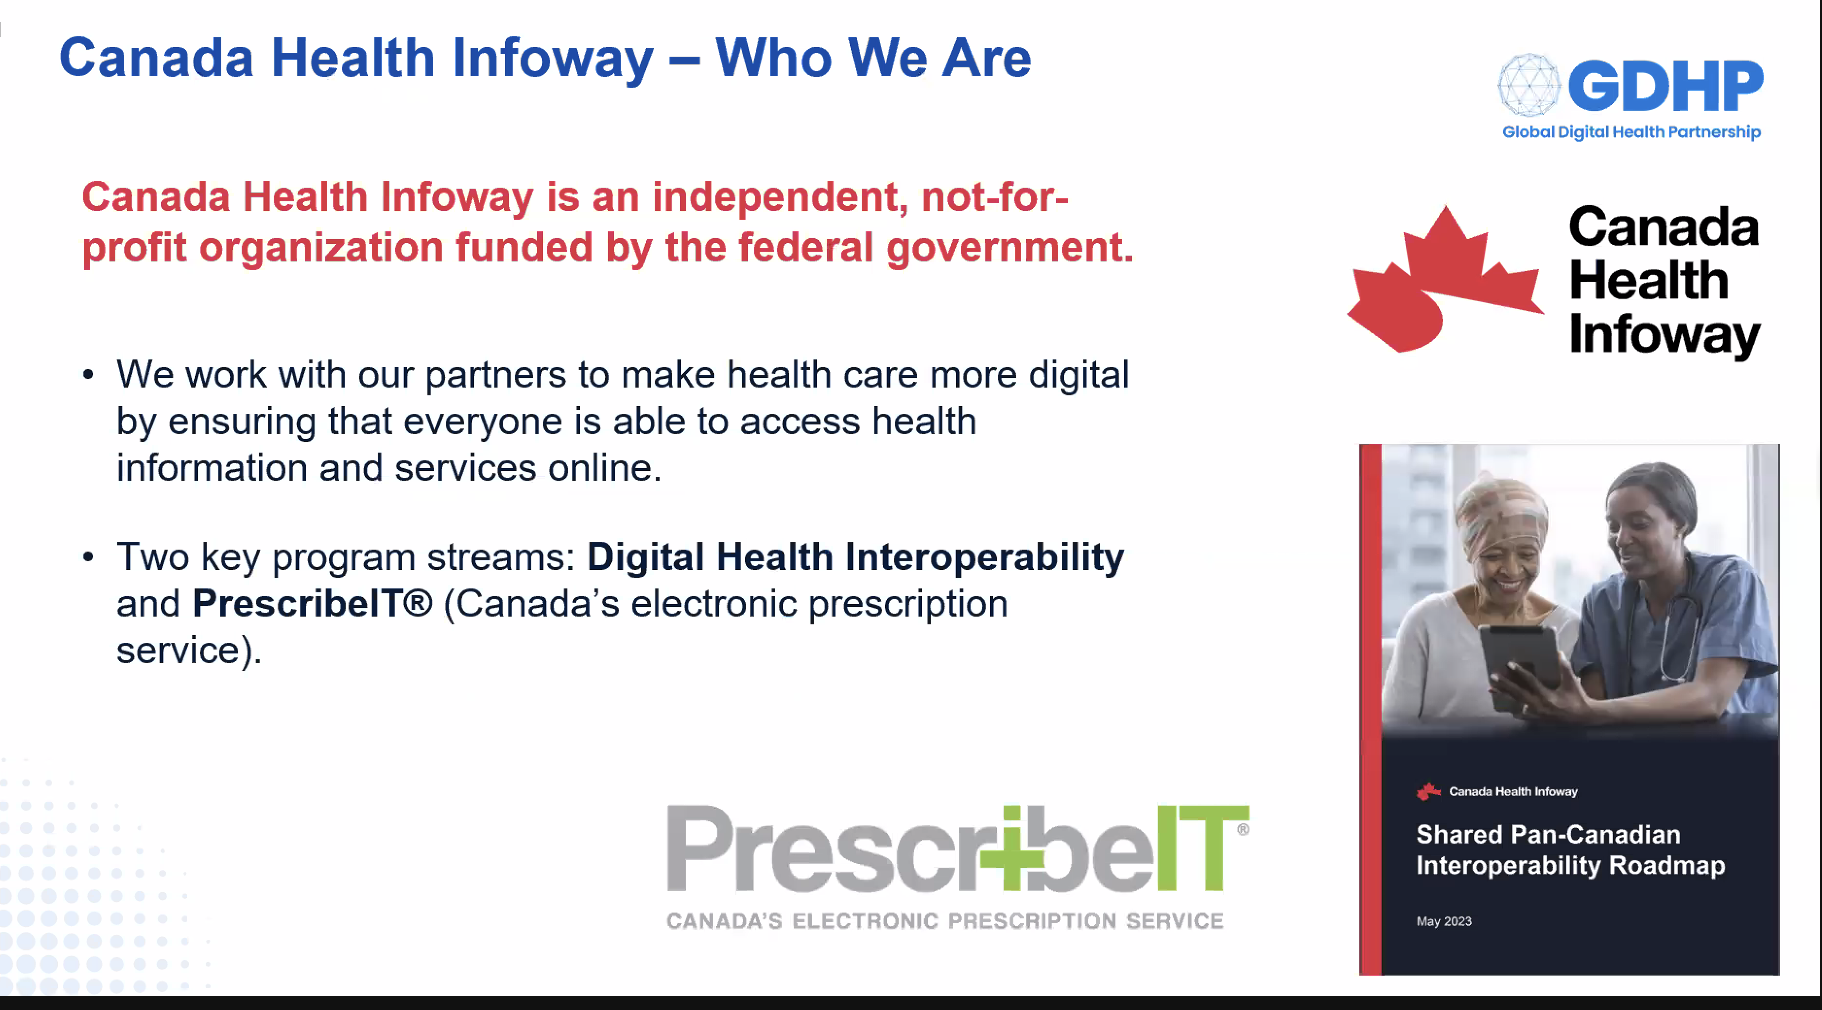 Canada Health Infoway – Who We Are
GDHP
Global Digital Health Partnership
Canada Health Infoway is an independent, not-for-
profit organization funded by the federal government.
Canada
Health
Infoway
• We work with our partners to make health care more digital
by ensuring that everyone is able to access health
information and services online.
• Two key program streams: Digital Health Interoperability
and PrescribeIT® (Canada’s electronic prescription
service).
PrescribeIT®
CANADA'S ELECTRONIC PRESCRIPTION SERVICE
Canada Health Infoway
Shared Pan-Canadian
Interoperability Roadmap
May 2023